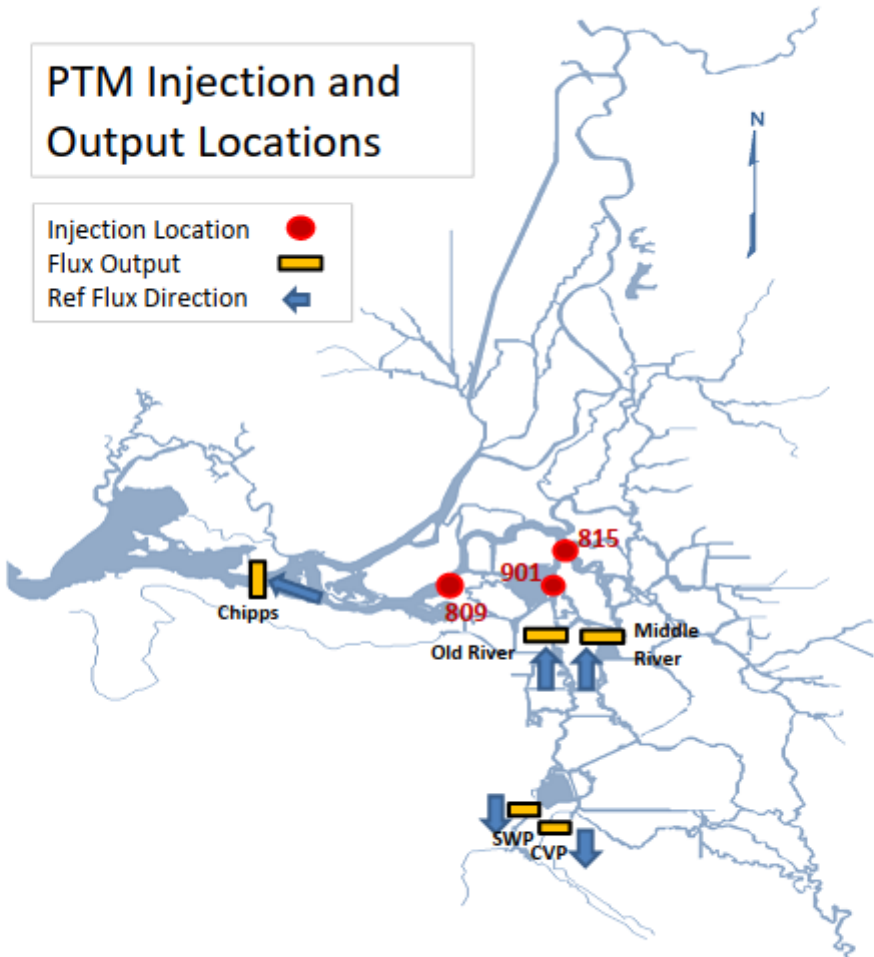 PTM Injection and
Output Locations
N
Injection Location
Flux Output
Ref Flux Direction
815
901
809
Chipps
Old River
Middle
River
SWP
CVP